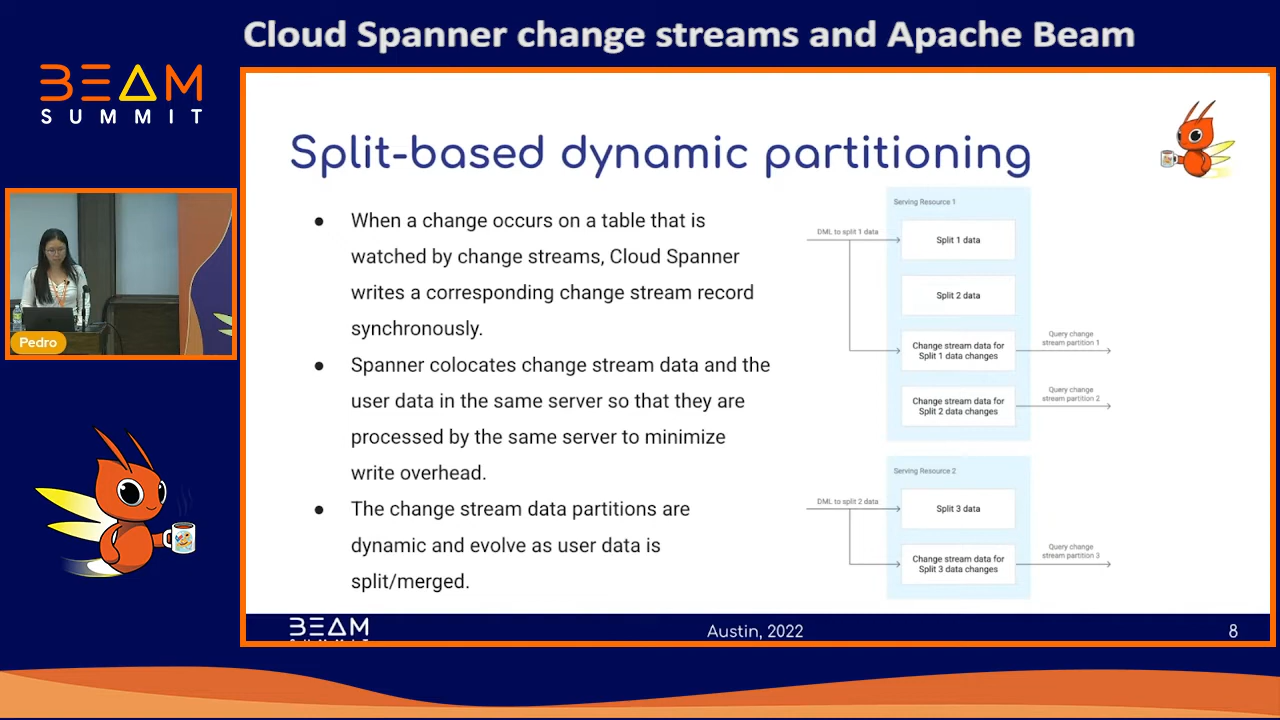 Cloud Spanner change streams and Apache Beam
BEAM
SUMMIT
Pedro
Split-based dynamic partitioning
● When a change occurs on a table that is
watched by change streams, Cloud Spanner
writes a corresponding change stream record
synchronously.
● Spanner colocates change stream data and the
user data in the same server so that they are
processed by the same server to minimize
write overhead.
● The change stream data partitions are
dynamic and evolve as user data is
split/merged.
Serving Resource 1
DML to split 1 data
Split 1 data
Split 2 data
Change stream data for
Split 1 data changes
Query change
stream partition 1
Change stream data for
Split 2 data changes
Query change
stream partition 2
Serving Resource 2
DML to split 2 data
Split 3 data
Change stream data for
Split 3 data changes
Query change
stream partition 3
BEAM
Austin, 2022
8